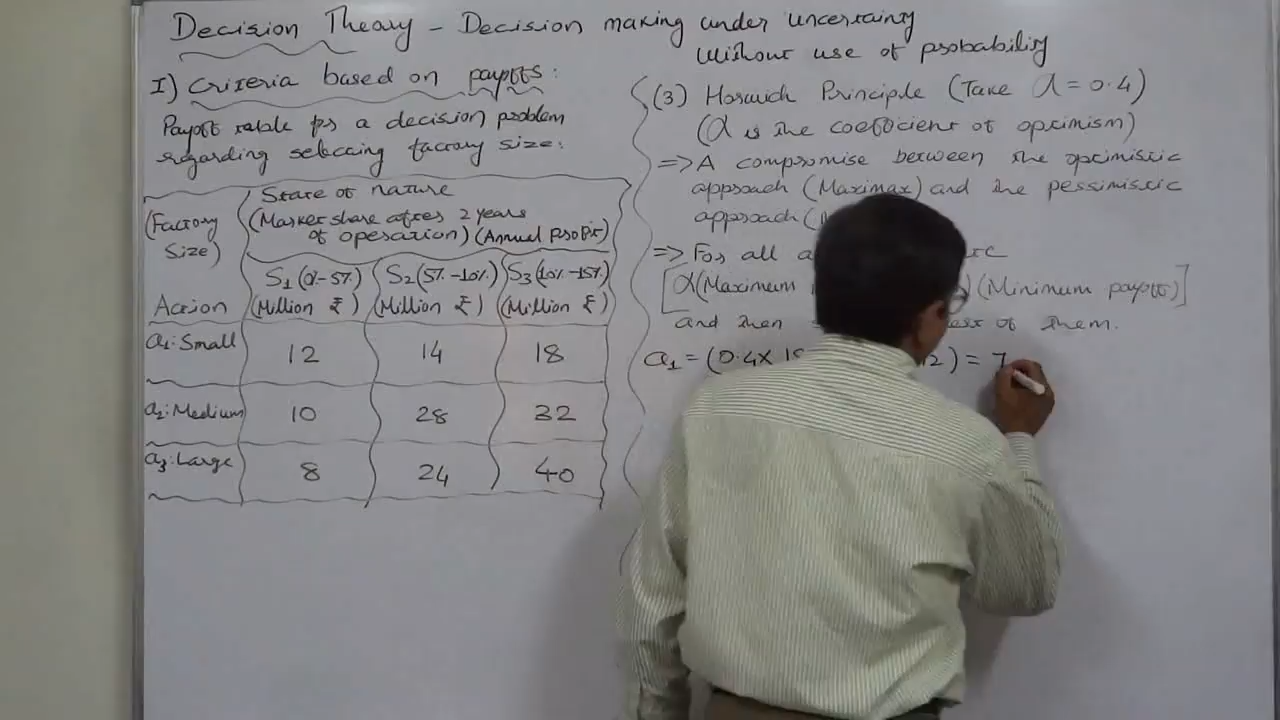 Decision Theory - Decision making under uncertainty
Without use of probability
I) Criteria based on payoffs:
Payoff table for a decision problem
regarding selecting factory size:
(Factory Size)
Action
State of nature
(Market share after 2 years
of operation) (Annual Profit)
S1 (0%-5%) S2 (5%-10%) S3 (10%-15%)
(Million ₹) (Million ₹) (Million ₹)
a1: Small 12 14 18
a2: Medium 10 28 32
a3: Large 8 24 40
(3) Horwich Principle (Take α = 0.4)
(α is the coefficient of optimism)
=> A compromise between the optimistic
approach (Maximax) and the pessimistic
approach (
=> For all
[α(Maximum (Minimum payoff)]
and then of them.
a1 = (0.4 x 18 12) = 7